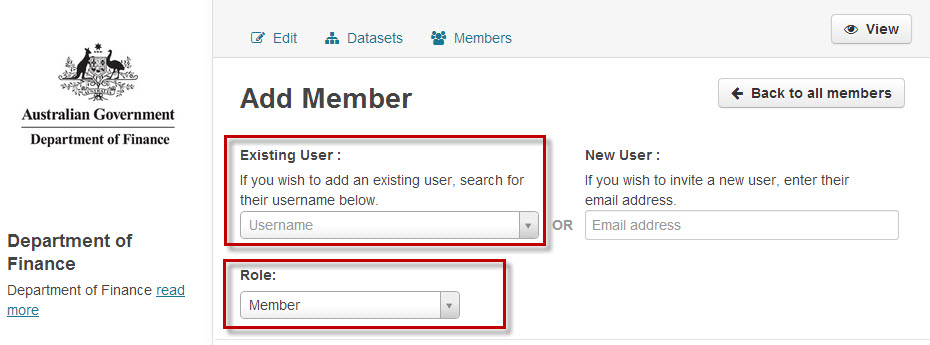 Edit Datasets Members View
Australian Government
Department of Finance
Department of
Finance
Department of Finance read
more
Add Member
Back to all members
Existing User :
If you wish to add an existing user, search for
their username below.
Username
OR
New User :
If you wish to invite a new user, enter their
email address.
Email address
Role:
Member